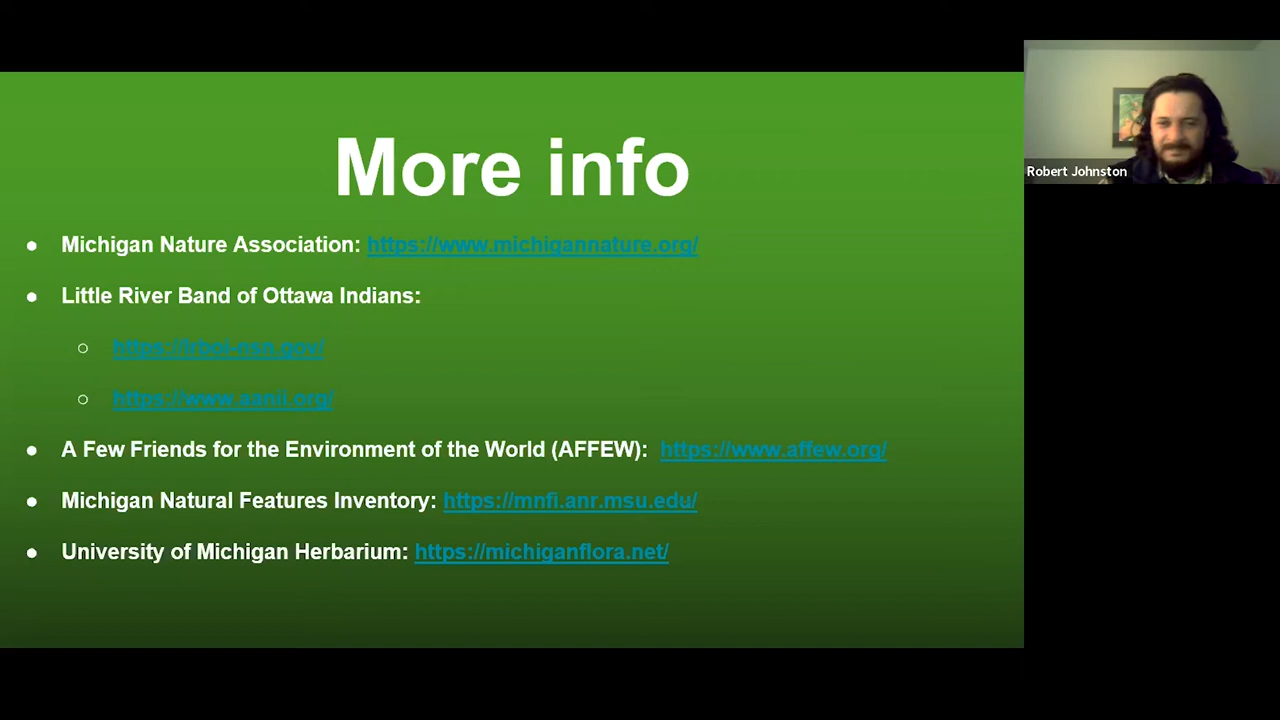 More info
● Michigan Nature Association: https://www.michigannature.org/
● Little River Band of Ottawa Indians:
○ https://lrboi-nsn.gov/
○ https://www.aanii.org/
● A Few Friends for the Environment of the World (AFFEW): https://www.affew.org/
● Michigan Natural Features Inventory: https://mnfi.anr.msu.edu/
● University of Michigan Herbarium: https://michiganflora.net/
Robert Johnston